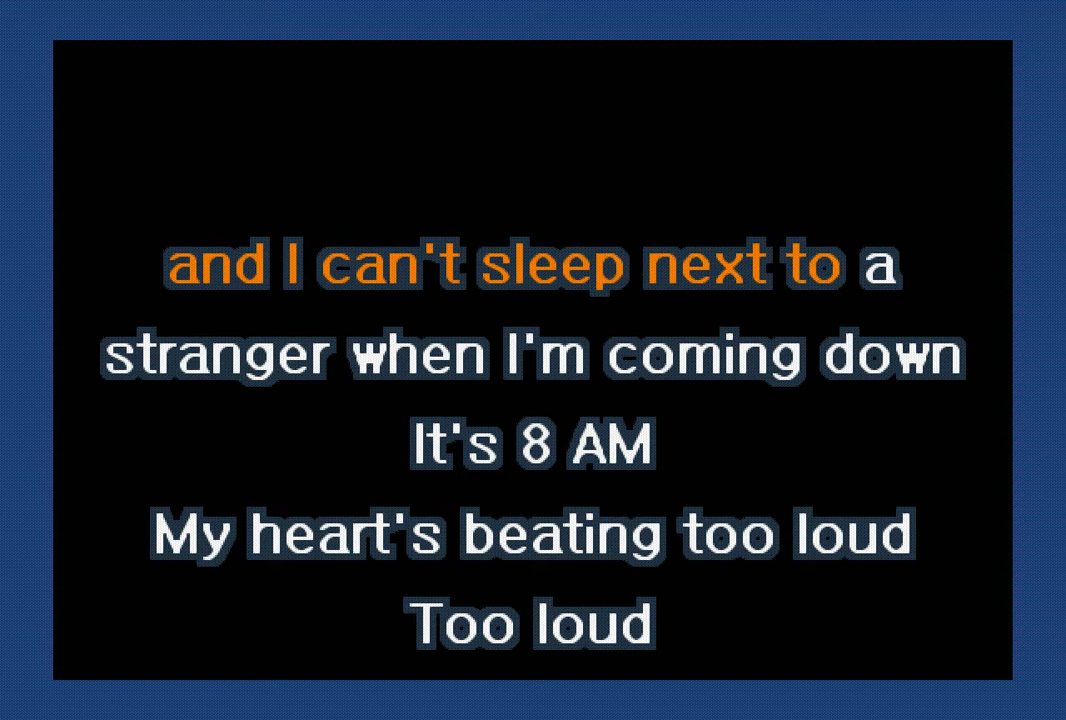 and I can't sleep next to a
stranger when I'm coming down
It's 8 AM
My heart's beating too loud
Too loud